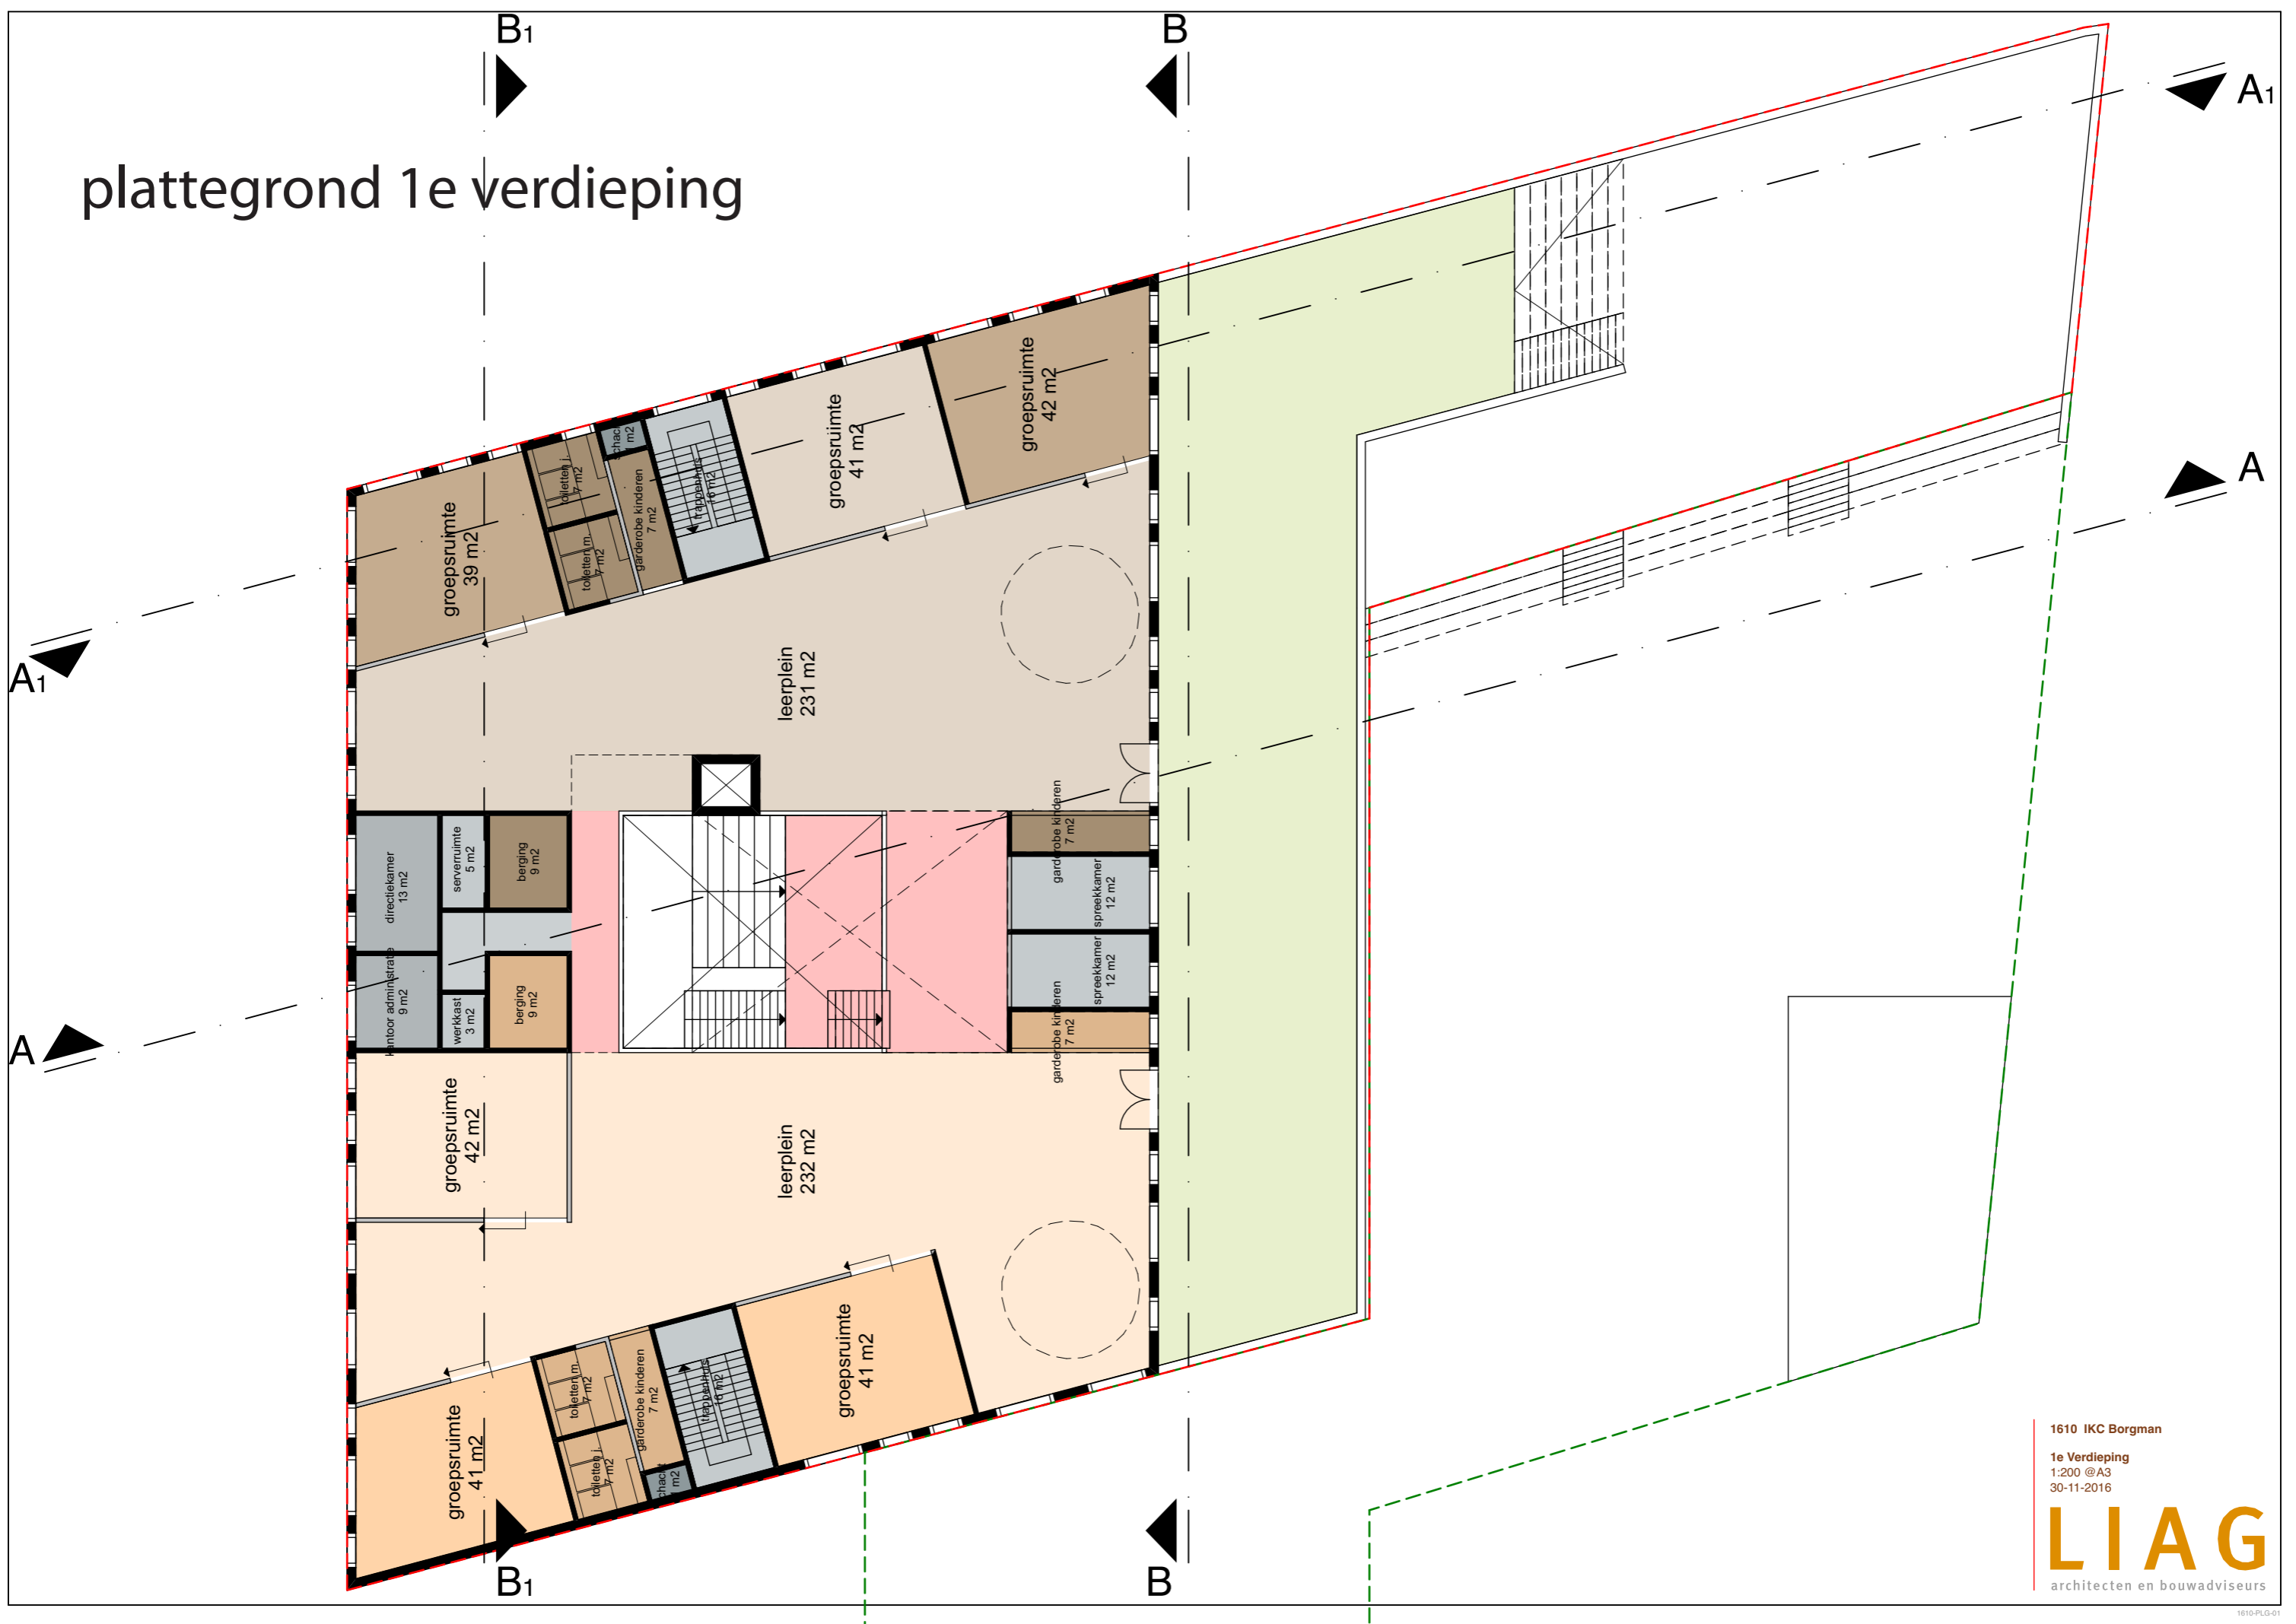 B1
B
A1
plattegrond 1e verdieping
A
groepsruimte
42 m2
groepsruimte
41 m2
toiletten j.
7 m2
garderobe kinderen
7 m2
trappenhuis
16 m2
groepsruimte
39 m2
toiletten m.
7 m2
A1
leerplein
231 m2
directiekamer
13 m2
serverruimte
5 m2
berging
9 m2
garderobe kinderen
7 m2
spreekkamer
12 m2
kantoor administratie
9 m2
werkkast
3 m2
berging
9 m2
spreekkamer
12 m2
garderobe kinderen
7 m2
A
groepsruimte
42 m2
leerplein
232 m2
toiletten m.
7 m2
garderobe kinderen
7 m2
trappenhuis
16 m2
groepsruimte
41 m2
groepsruimte
41 m2
toiletten j.
7 m2
B1
B
1610 IKC Borgman
1e Verdieping
1:200 @A3
30-11-2016
LIAG
architecten en bouwadviseurs
1610-PLG-01